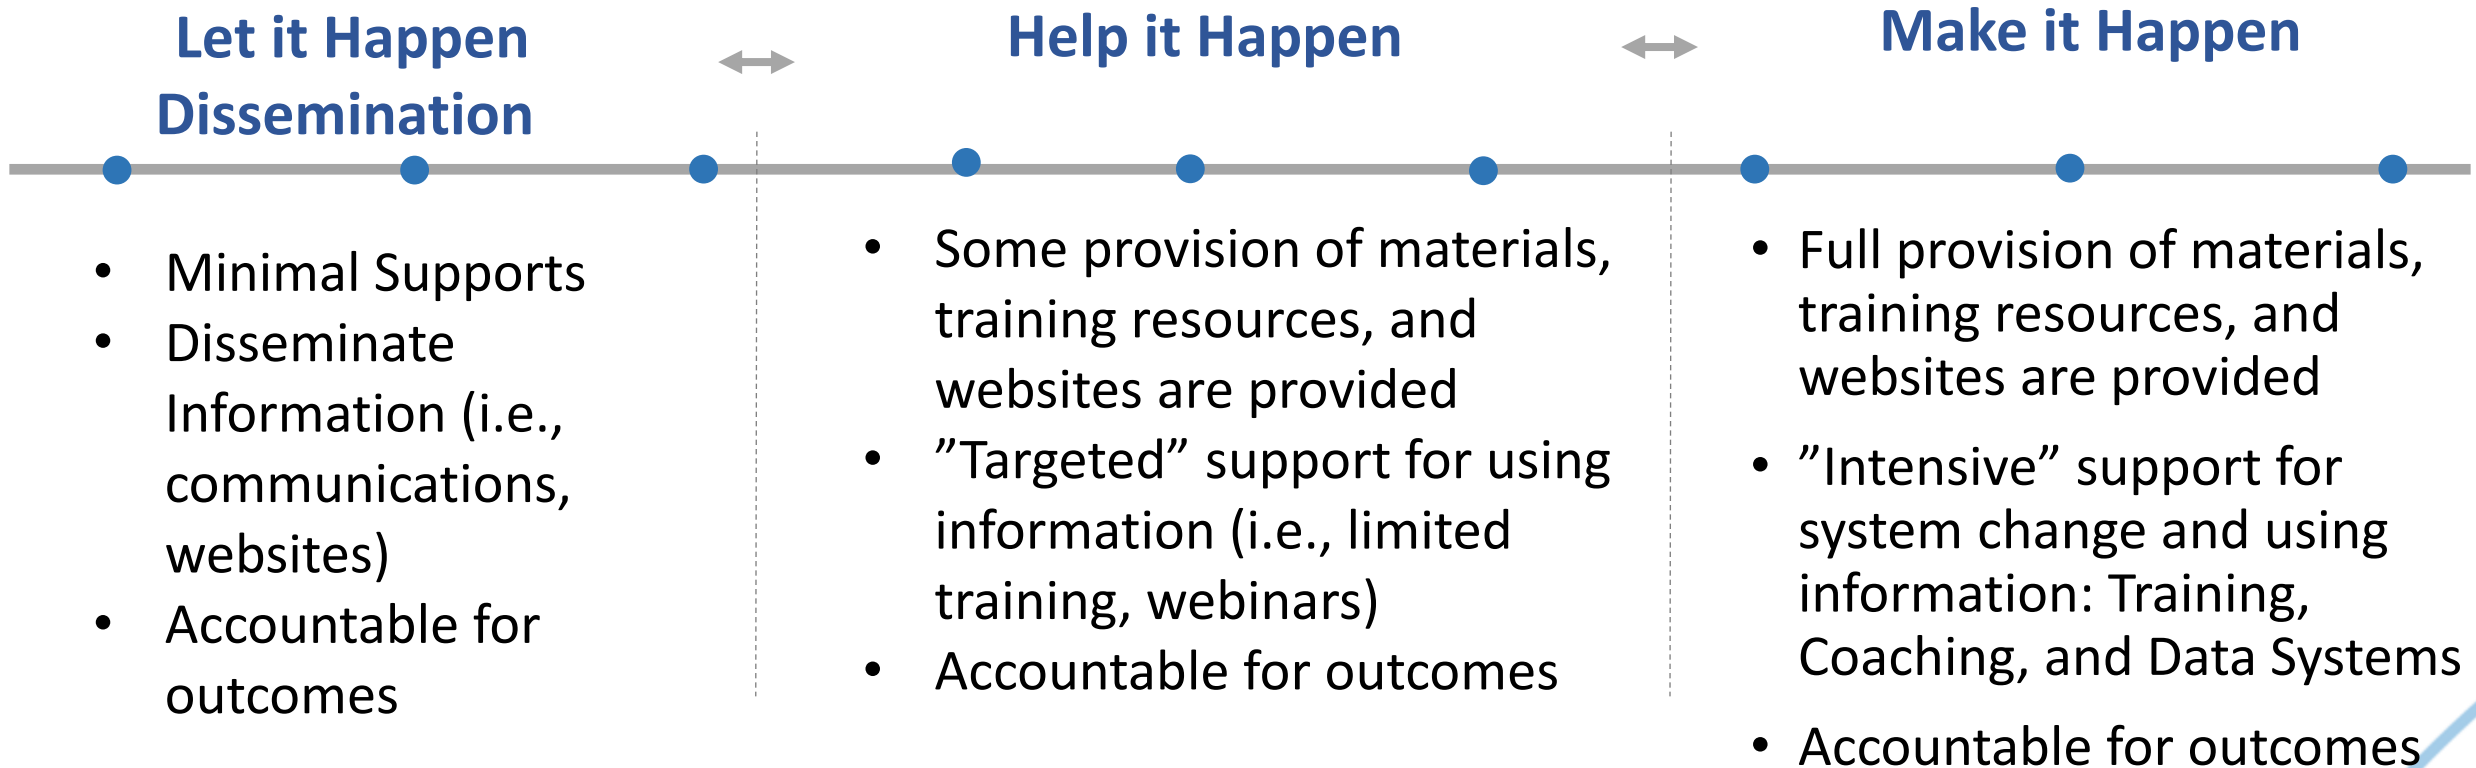 Let it Happen
Dissemination
• Minimal Supports
• Disseminate
Information (i.e.,
communications,
websites)
• Accountable for
outcomes
Help it Happen
• Some provision of materials,
training resources, and
websites are provided
• ”Targeted” support for using
information (i.e., limited
training, webinars)
• Accountable for outcomes
Make it Happen
• Full provision of materials,
training resources, and
websites are provided
• ”Intensive” support for
system change and using
information: Training,
Coaching, and Data Systems
• Accountable for outcomes